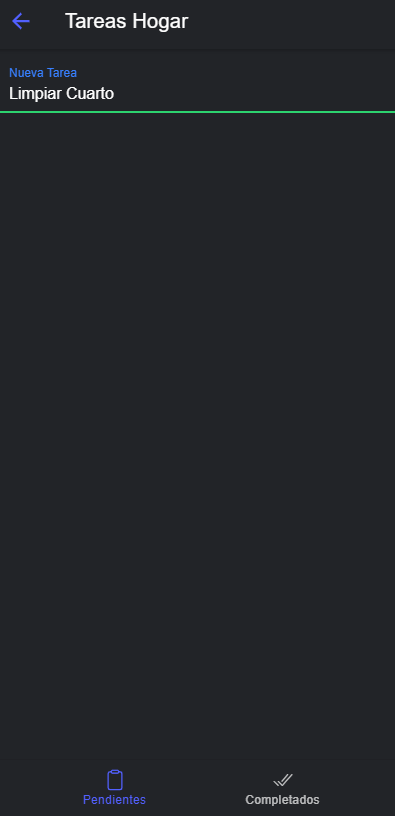 Tareas Hogar
Nueva Tarea
Limpiar Cuarto
Pendientes
Completados